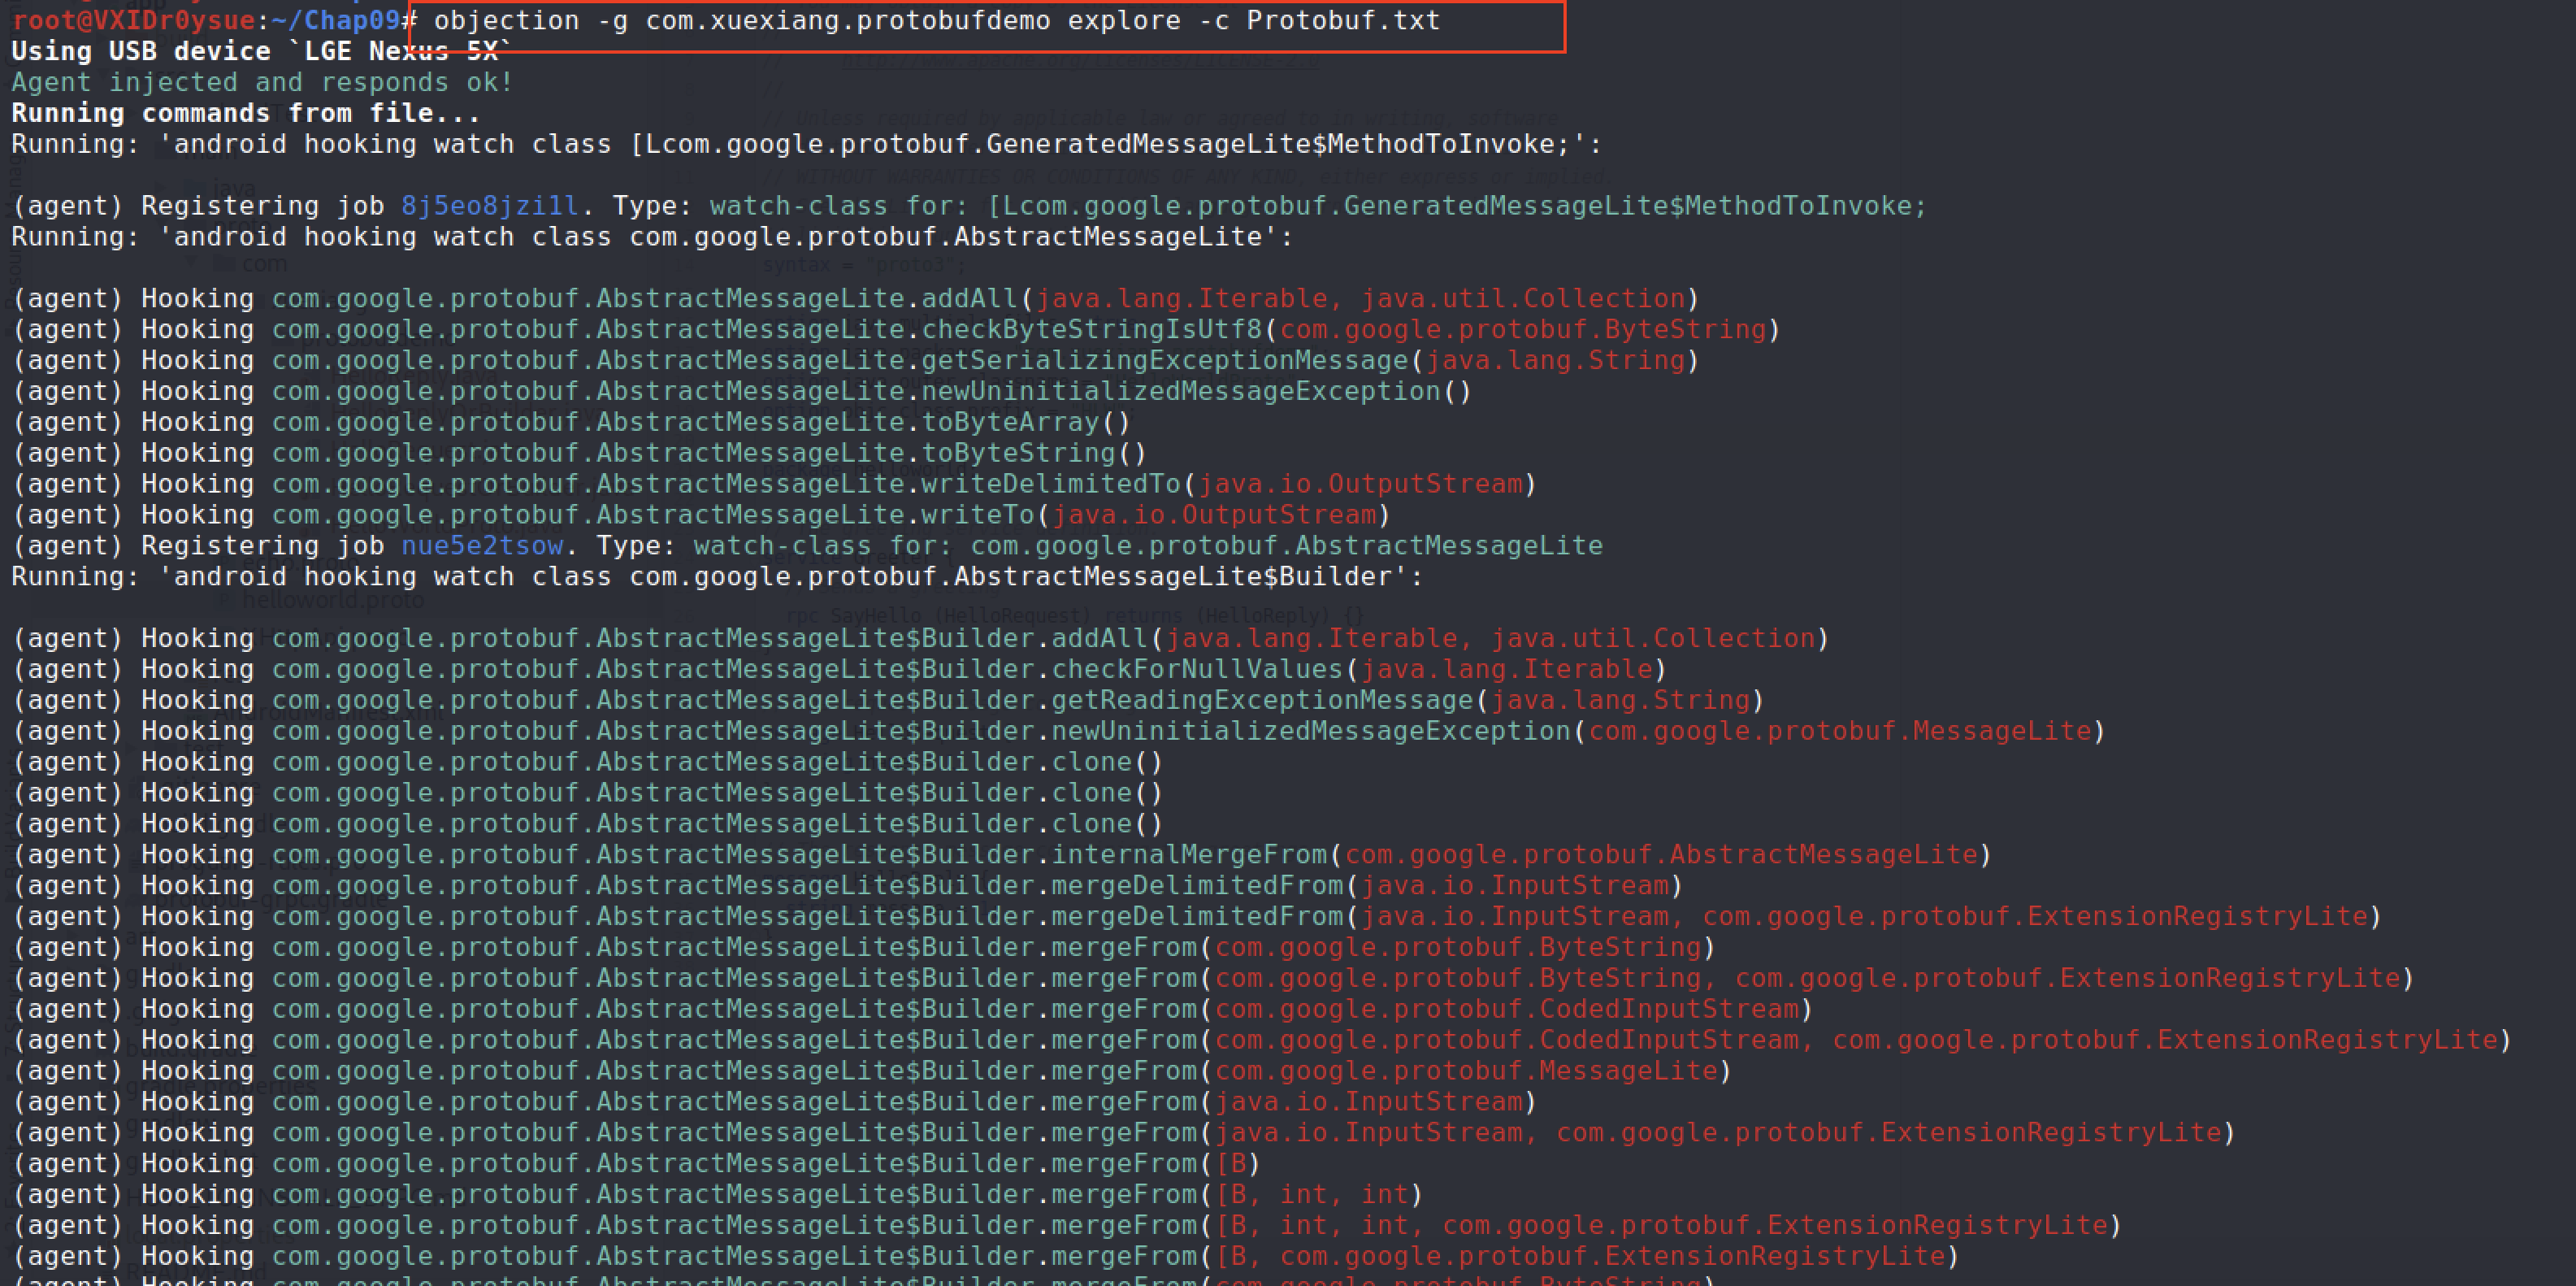 root@VXIDr0ysue:~/Chap09# objection -g com.xuexiang.protobufdemo explore -c Protobuf.txt
Using USB device `LGE Nexus 5X`
Agent injected and responds ok!
Running commands from file...
Running: 'android hooking watch class [Lcom.google.protobuf.GeneratedMessageLite$MethodToInvoke;':
(agent) Registering job 8j5eo8jzi1l. Type: watch-class for: [Lcom.google.protobuf.GeneratedMessageLite$MethodToInvoke;
Running: 'android hooking watch class com.google.protobuf.AbstractMessageLite':
(agent) Hooking com.google.protobuf.AbstractMessageLite.addAll(java.lang.Iterable, java.util.Collection)
(agent) Hooking com.google.protobuf.AbstractMessageLite.checkByteStringIsUtf8(com.google.protobuf.ByteString)
(agent) Hooking com.google.protobuf.AbstractMessageLite.getSerializingExceptionMessage(java.lang.String)
(agent) Hooking com.google.protobuf.AbstractMessageLite.newUninitializedMessageException()
(agent) Hooking com.google.protobuf.AbstractMessageLite.toByteArray()
(agent) Hooking com.google.protobuf.AbstractMessageLite.toByteString()
(agent) Hooking com.google.protobuf.AbstractMessageLite.writeDelimitedTo(java.io.OutputStream)
(agent) Hooking com.google.protobuf.AbstractMessageLite.writeTo(java.io.OutputStream)
(agent) Registering job nue5e2tsow. Type: watch-class for: com.google.protobuf.AbstractMessageLite
Running: 'android hooking watch class com.google.protobuf.AbstractMessageLite$Builder':
(agent) Hooking com.google.protobuf.AbstractMessageLite$Builder.addAll(java.lang.Iterable, java.util.Collection)
(agent) Hooking com.google.protobuf.AbstractMessageLite$Builder.checkForNullValues(java.lang.Iterable)
(agent) Hooking com.google.protobuf.AbstractMessageLite$Builder.getReadingExceptionMessage(java.lang.String)
(agent) Hooking com.google.protobuf.AbstractMessageLite$Builder.newUninitializedMessageException(com.google.protobuf.MessageLite)
(agent) Hooking com.google.protobuf.AbstractMessageLite$Builder.clone()
(agent) Hooking com.google.protobuf.AbstractMessageLite$Builder.clone()
(agent) Hooking com.google.protobuf.AbstractMessageLite$Builder.clone()
(agent) Hooking com.google.protobuf.AbstractMessageLite$Builder.internalMergeFrom(com.google.protobuf.AbstractMessageLite)
(agent) Hooking com.google.protobuf.AbstractMessageLite$Builder.mergeDelimitedFrom(java.io.InputStream)
(agent) Hooking com.google.protobuf.AbstractMessageLite$Builder.mergeDelimitedFrom(java.io.InputStream, com.google.protobuf.ExtensionRegistryLite)
(agent) Hooking com.google.protobuf.AbstractMessageLite$Builder.mergeFrom(com.google.protobuf.ByteString)
(agent) Hooking com.google.protobuf.AbstractMessageLite$Builder.mergeFrom(com.google.protobuf.ByteString, com.google.protobuf.ExtensionRegistryLite)
(agent) Hooking com.google.protobuf.AbstractMessageLite$Builder.mergeFrom(com.google.protobuf.CodedInputStream)
(agent) Hooking com.google.protobuf.AbstractMessageLite$Builder.mergeFrom(com.google.protobuf.CodedInputStream, com.google.protobuf.ExtensionRegistryLite)
(agent) Hooking com.google.protobuf.AbstractMessageLite$Builder.mergeFrom(com.google.protobuf.MessageLite)
(agent) Hooking com.google.protobuf.AbstractMessageLite$Builder.mergeFrom(java.io.InputStream)
(agent) Hooking com.google.protobuf.AbstractMessageLite$Builder.mergeFrom(java.io.InputStream, com.google.protobuf.ExtensionRegistryLite)
(agent) Hooking com.google.protobuf.AbstractMessageLite$Builder.mergeFrom([B)
(agent) Hooking com.google.protobuf.AbstractMessageLite$Builder.mergeFrom([B, int, int)
(agent) Hooking com.google.protobuf.AbstractMessageLite$Builder.mergeFrom([B, int, int, com.google.protobuf.ExtensionRegistryLite)
(agent) Hooking com.google.protobuf.AbstractMessageLite$Builder.mergeFrom([B, com.google.protobuf.ExtensionRegistryLite)